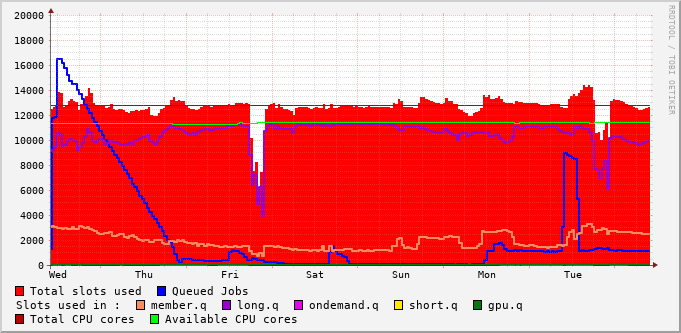 RRDTOOL / TOBI OETIKER
20000
18000
16000
14000
12000
10000
8000
6000
4000
2000
0
Wed Thu Fri Sat Sun Mon Tue
Total slots used Queued Jobs
Slots used in : member.q long.q ondemand.q short.q gpu.q
Total CPU cores Available CPU cores